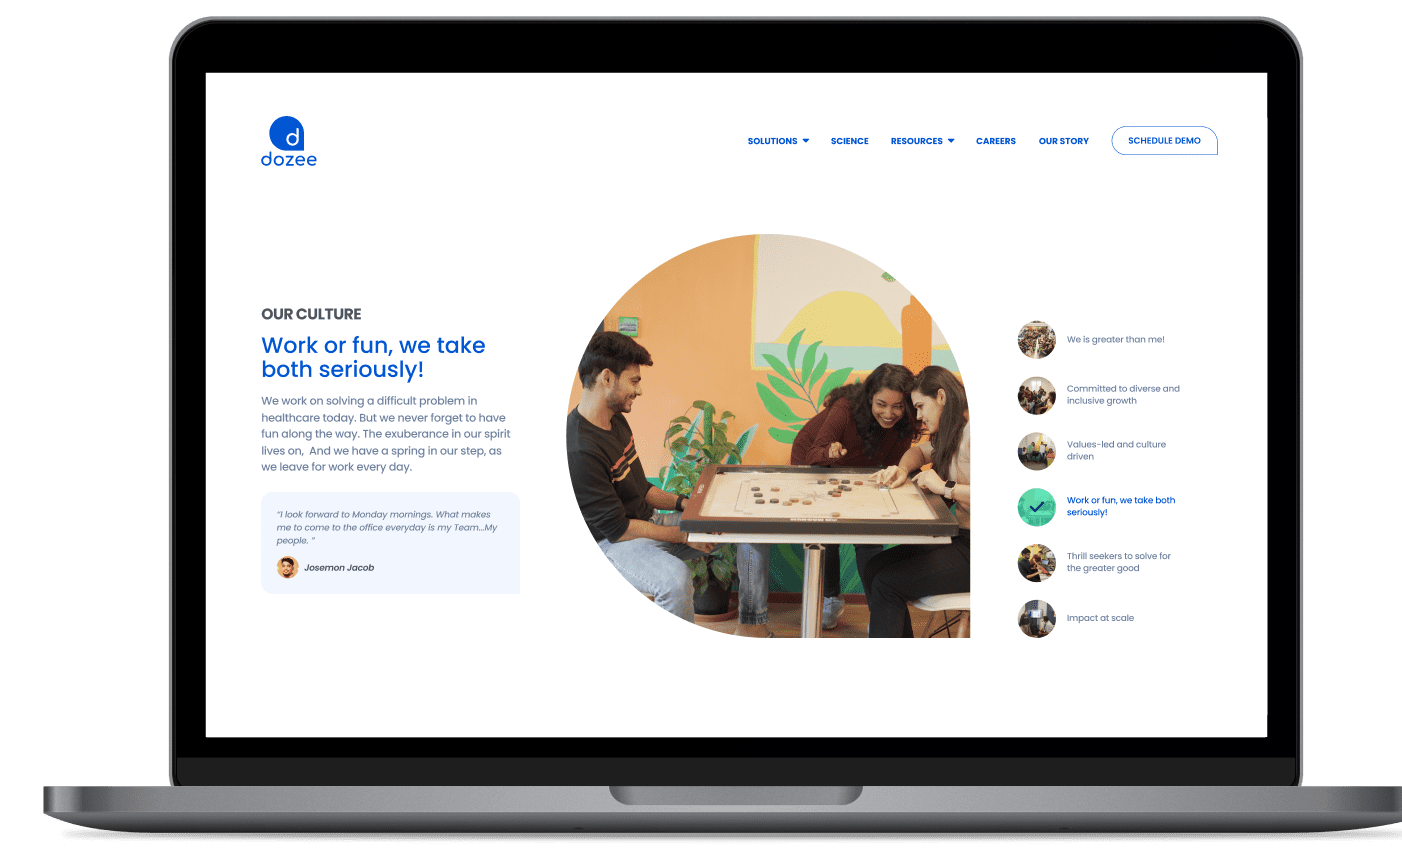 d
dozee
SOLUTIONS
SCIENCE
RESOURCES
CAREERS
OUR STORY
SCHEDULE DEMO
OUR CULTURE
Work or fun, we take
both seriously!
We work on solving a difficult problem in
healthcare today. But we never forget to have
fun along the way. The exuberance in our spirit
lives on,  And we have a spring in our step, as
we leave for work every day.
“I look forward to Monday mornings. What makes
me to come to the office everyday is my Team...My
people. ”
Josemon Jacob
We is greater than me!
Committed to diverse and
inclusive growth
Values-led and culture
driven
Work or fun, we take both
seriously!
Thrill seekers to solve for
the greater good
Impact at scale